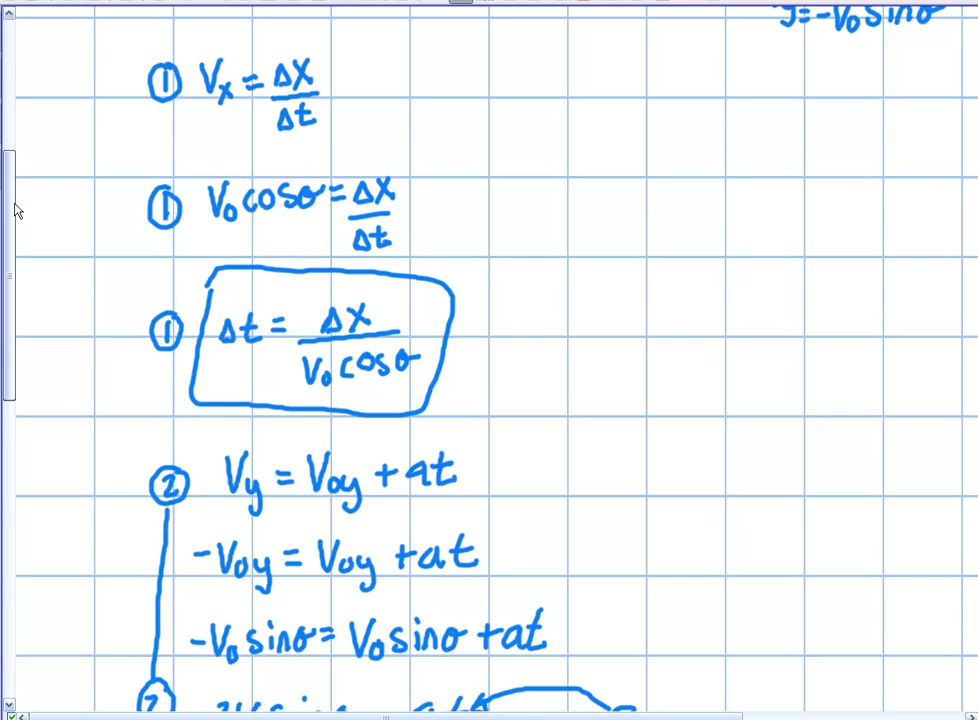 y=-V₀sinθ
① Vₓ = Δx/Δt
① V₀cosθ = Δx/Δt
① Δt = Δx/(V₀cosθ)
② Vy = V₀y + at
-V₀y = V₀y + at
-V₀sinθ = V₀sinθ + at